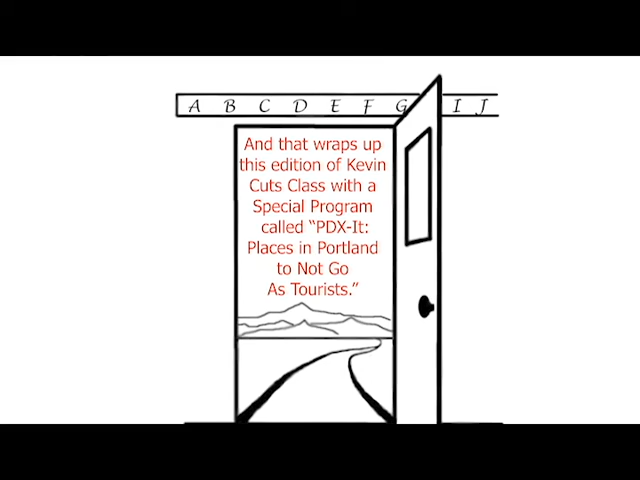 A B C D E F G I J
And that wraps up
this edition of Kevin
Cuts Class with a
Special Program
called “PDX-It:
Places in Portland
to Not Go
As Tourists.”